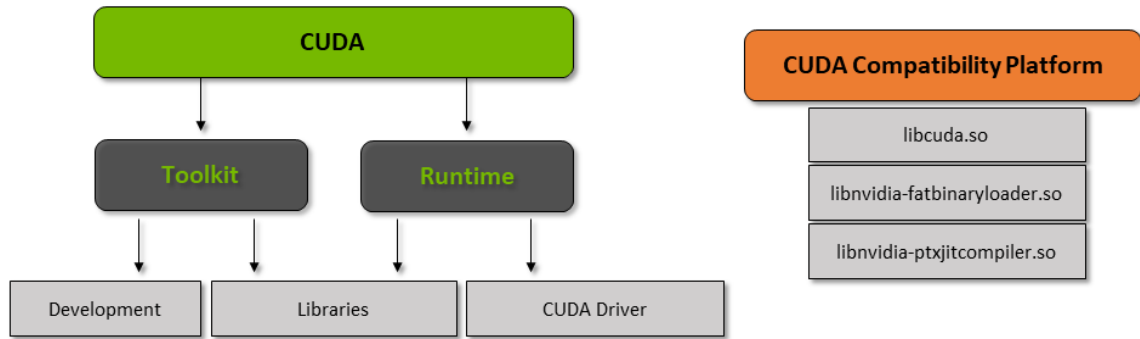 CUDA
CUDA Compatibility Platform
libcuda.so
Toolkit
Runtime
libnvidia-fatbinaryloader.so
libnvidia-ptxjitcompiler.so
Development
Libraries
CUDA Driver